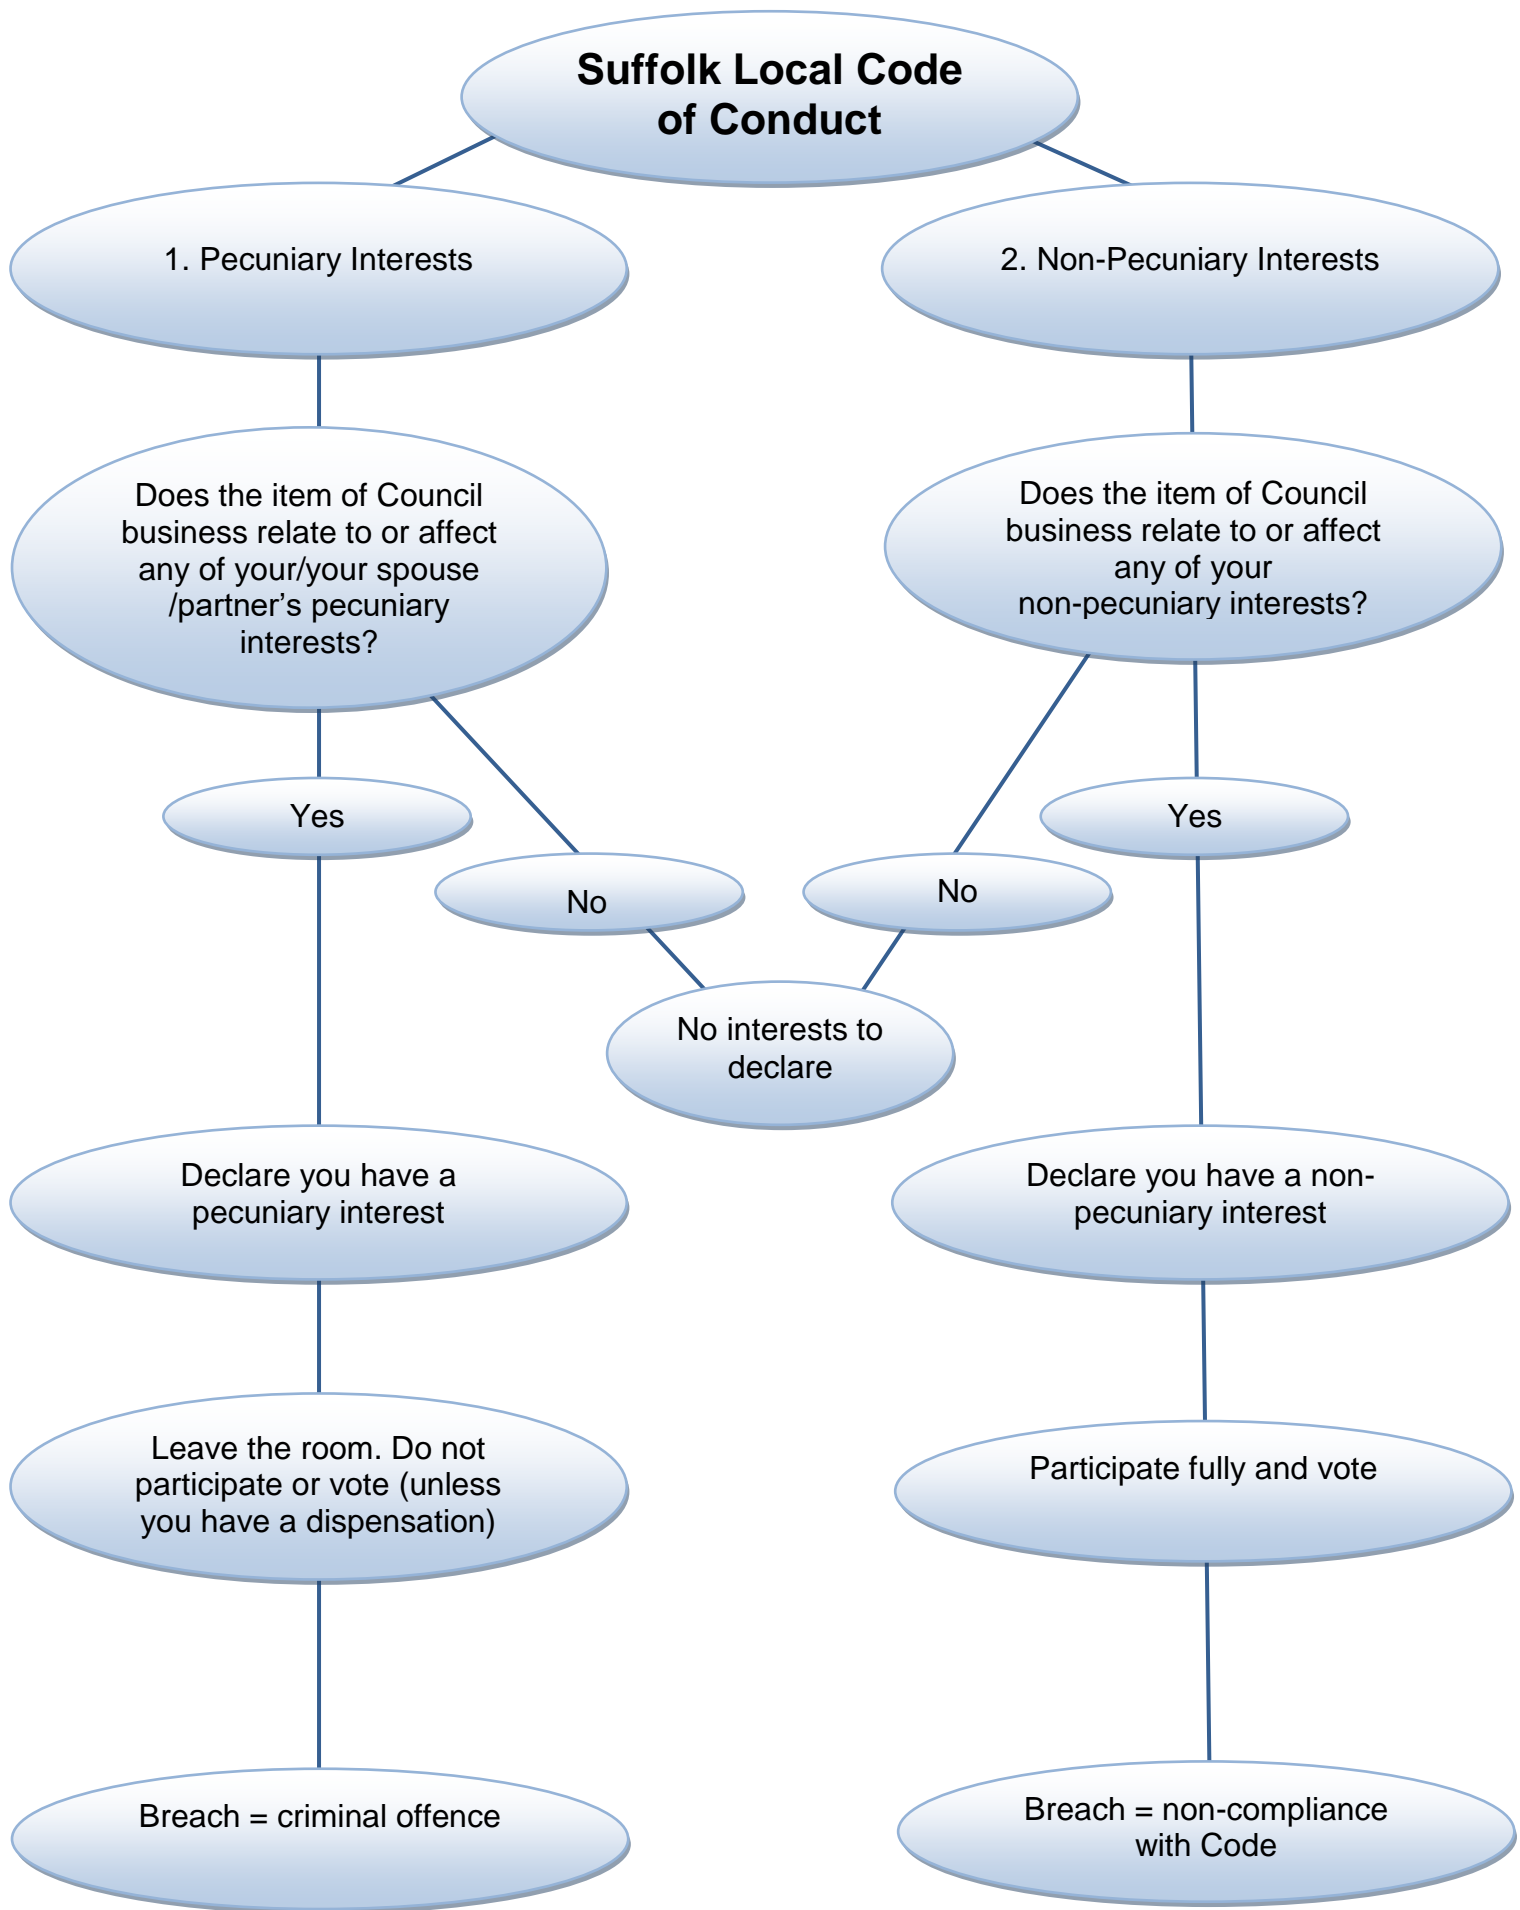 Suffolk Local Code
of Conduct
1. Pecuniary Interests
2. Non-Pecuniary Interests
Does the item of Council
business relate to or affect
any of your/your spouse
/partner’s pecuniary
interests?
Does the item of Council
business relate to or affect
any of your
non-pecuniary interests?
Yes
No
No
Yes
No interests to
declare
Declare you have a
pecuniary interest
Declare you have a non-
pecuniary interest
Leave the room. Do not
participate or vote (unless
you have a dispensation)
Participate fully and vote
Breach = criminal offence
Breach = non-compliance
with Code